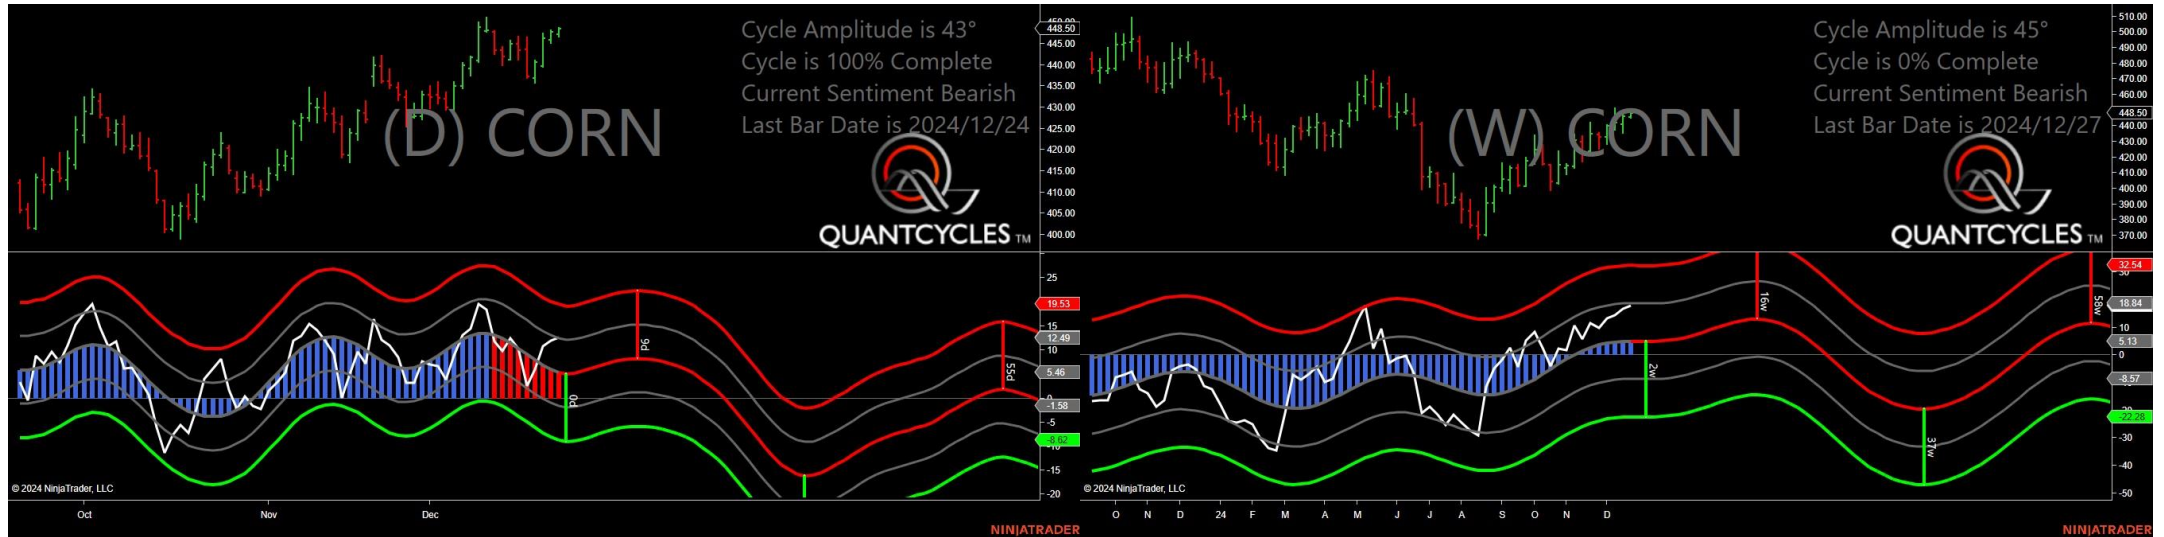 Cycle Amplitude is 43°
Cycle is 100% Complete
Current Sentiment Bearish
Last Bar Date is 2024/12/24
(D) CORN
QUANTCYCLES TM
448.50
445.00
440.00
435.00
430.00
425.00
420.00
415.00
410.00
405.00
400.00
25
19.53
15
12.49
10
5.46
-1.58
-5
-8.62
-15
-20
9d
55d
0d
© 2024 NinjaTrader, LLC
Oct Nov Dec
NINJATRADER
Cycle Amplitude is 45°
Cycle is 0% Complete
Current Sentiment Bearish
Last Bar Date is 2024/12/27
(W) CORN
QUANTCYCLES TM
510.00
500.00
490.00
480.00
470.00
460.00
448.50
440.00
430.00
420.00
410.00
400.00
390.00
380.00
370.00
32.54
30
18.84
10
5.13
0
-8.57
-22.28
-30
-40
-50
16w
58w
2w
37w
© 2024 NinjaTrader, LLC
O N D 24 F M A M J J A S O N D
NINJATRADER